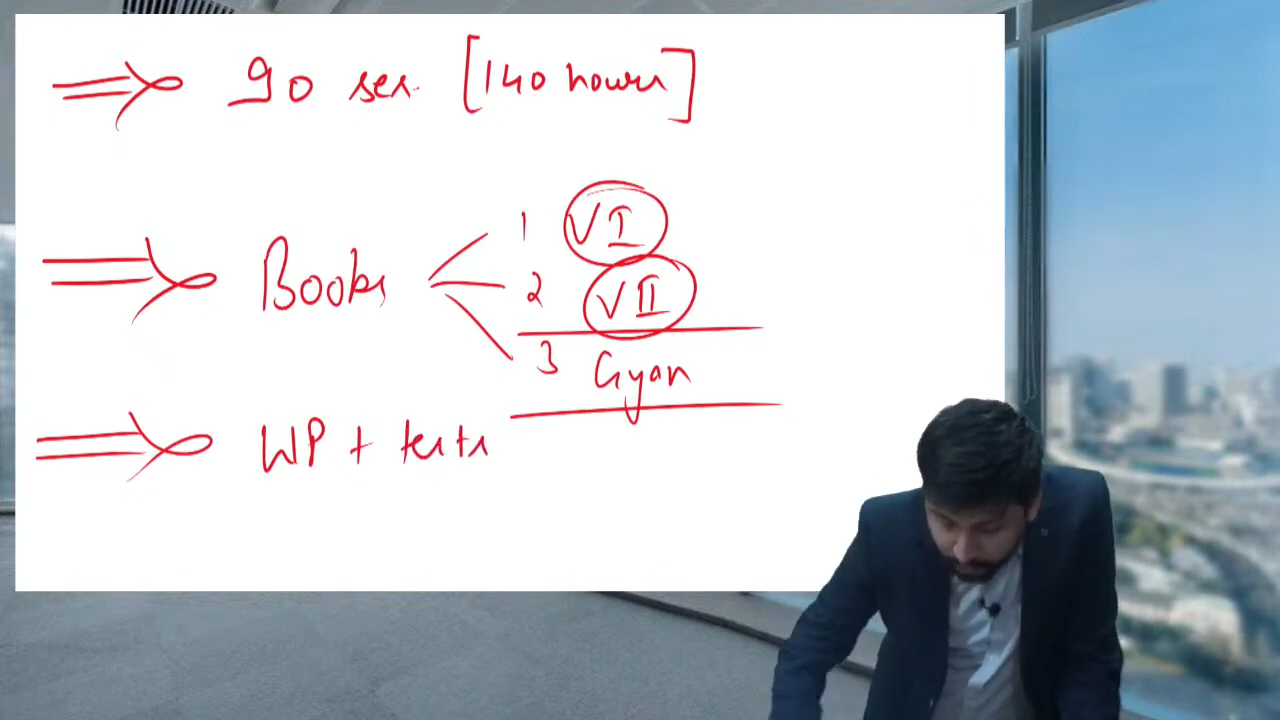 90 ses. [140 hours]
Books
1 VI
2 VII
3 Gyan
WP + tests